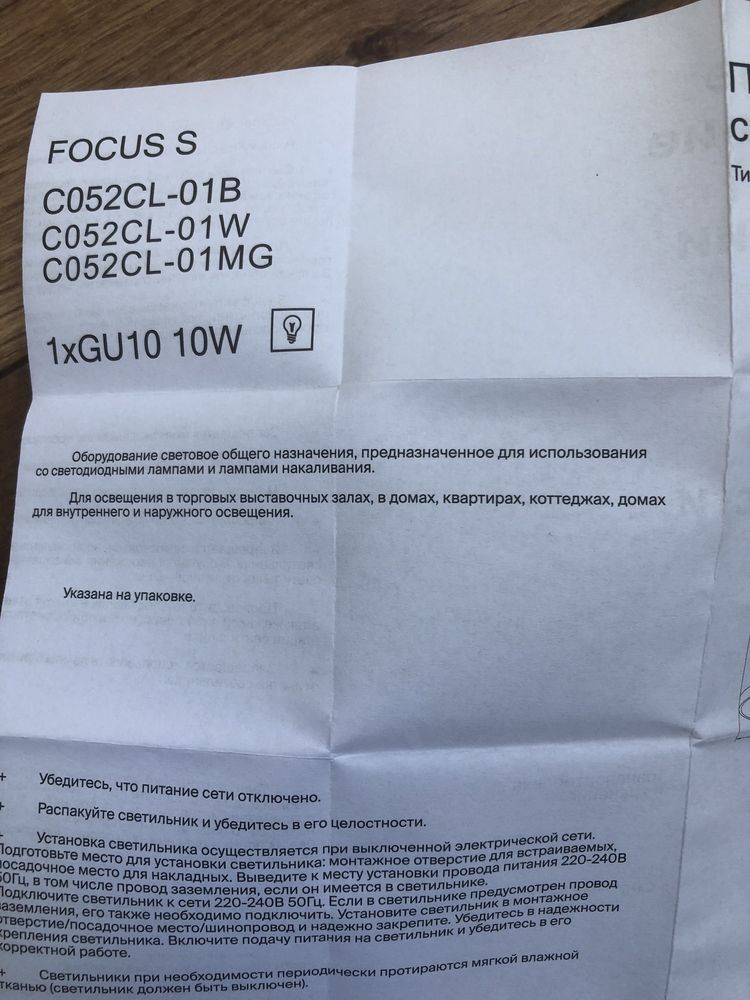 FOCUS S
C052CL-01B
C052CL-01W
C052CL-01MG
1xGU10 10W
Оборудование световое общего назначения, предназначенное для использования
со светодиодными лампами и лампами накаливания.
Для освещения в торговых выставочных залах, в домах, квартирах, коттеджах, домах
для внутреннего и наружного освещения.
Указана на упаковке.
+ Убедитесь, что питание сети отключено.
+ Распакуйте светильник и убедитесь в его целостности.
+ Установка светильника осуществляется при выключенной электрической сети.
Подготовьте место для установки светильника: монтажное отверстие для встраиваемых,
посадочное место для накладных. Выведите к месту установки провода питания 220-240В
50Гц, в том числе провод заземления, если он имеется в светильнике.
Подключите светильник к сети 220-240В 50Гц. Если в светильнике предусмотрен провод
заземления, его также необходимо подключить. Установите светильник в монтажное
отверстие/посадочное место/шинопровод и надежно закрепите. Убедитесь в надежности
крепления светильника. Включите подачу питания на светильник и убедитесь в его
корректной работе.
+ Светильники при необходимости периодически протираются мягкой влажной
тканью (светильник должен быть выключен).